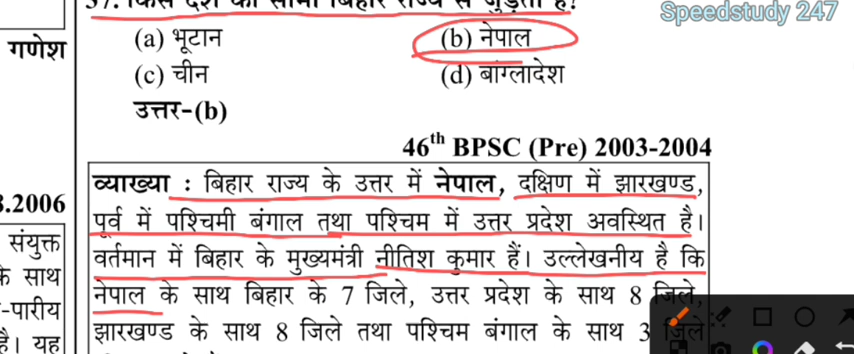 37. किस देश की सीमा बिहार राज्य से जुड़ती है?
Speedstudy 247
(a) भूटान
(b) नेपाल
(c) चीन
(d) बांग्लादेश
उत्तर-(b)
46th BPSC (Pre) 2003-2004
व्याख्या : बिहार राज्य के उत्तर में नेपाल, दक्षिण में झारखण्ड,
पूर्व में पश्चिमी बंगाल तथा पश्चिम में उत्तर प्रदेश अवस्थित है।
वर्तमान में बिहार के मुख्यमंत्री नीतिश कुमार हैं। उल्लेखनीय है कि
नेपाल के साथ बिहार के 7 जिले, उत्तर प्रदेश के साथ 8 जिले,
झारखण्ड के साथ 8 जिले तथा पश्चिम बंगाल के साथ 3 जिले
गणेश
.2006
संयुक्त
के साथ
-पारीय
है। यह